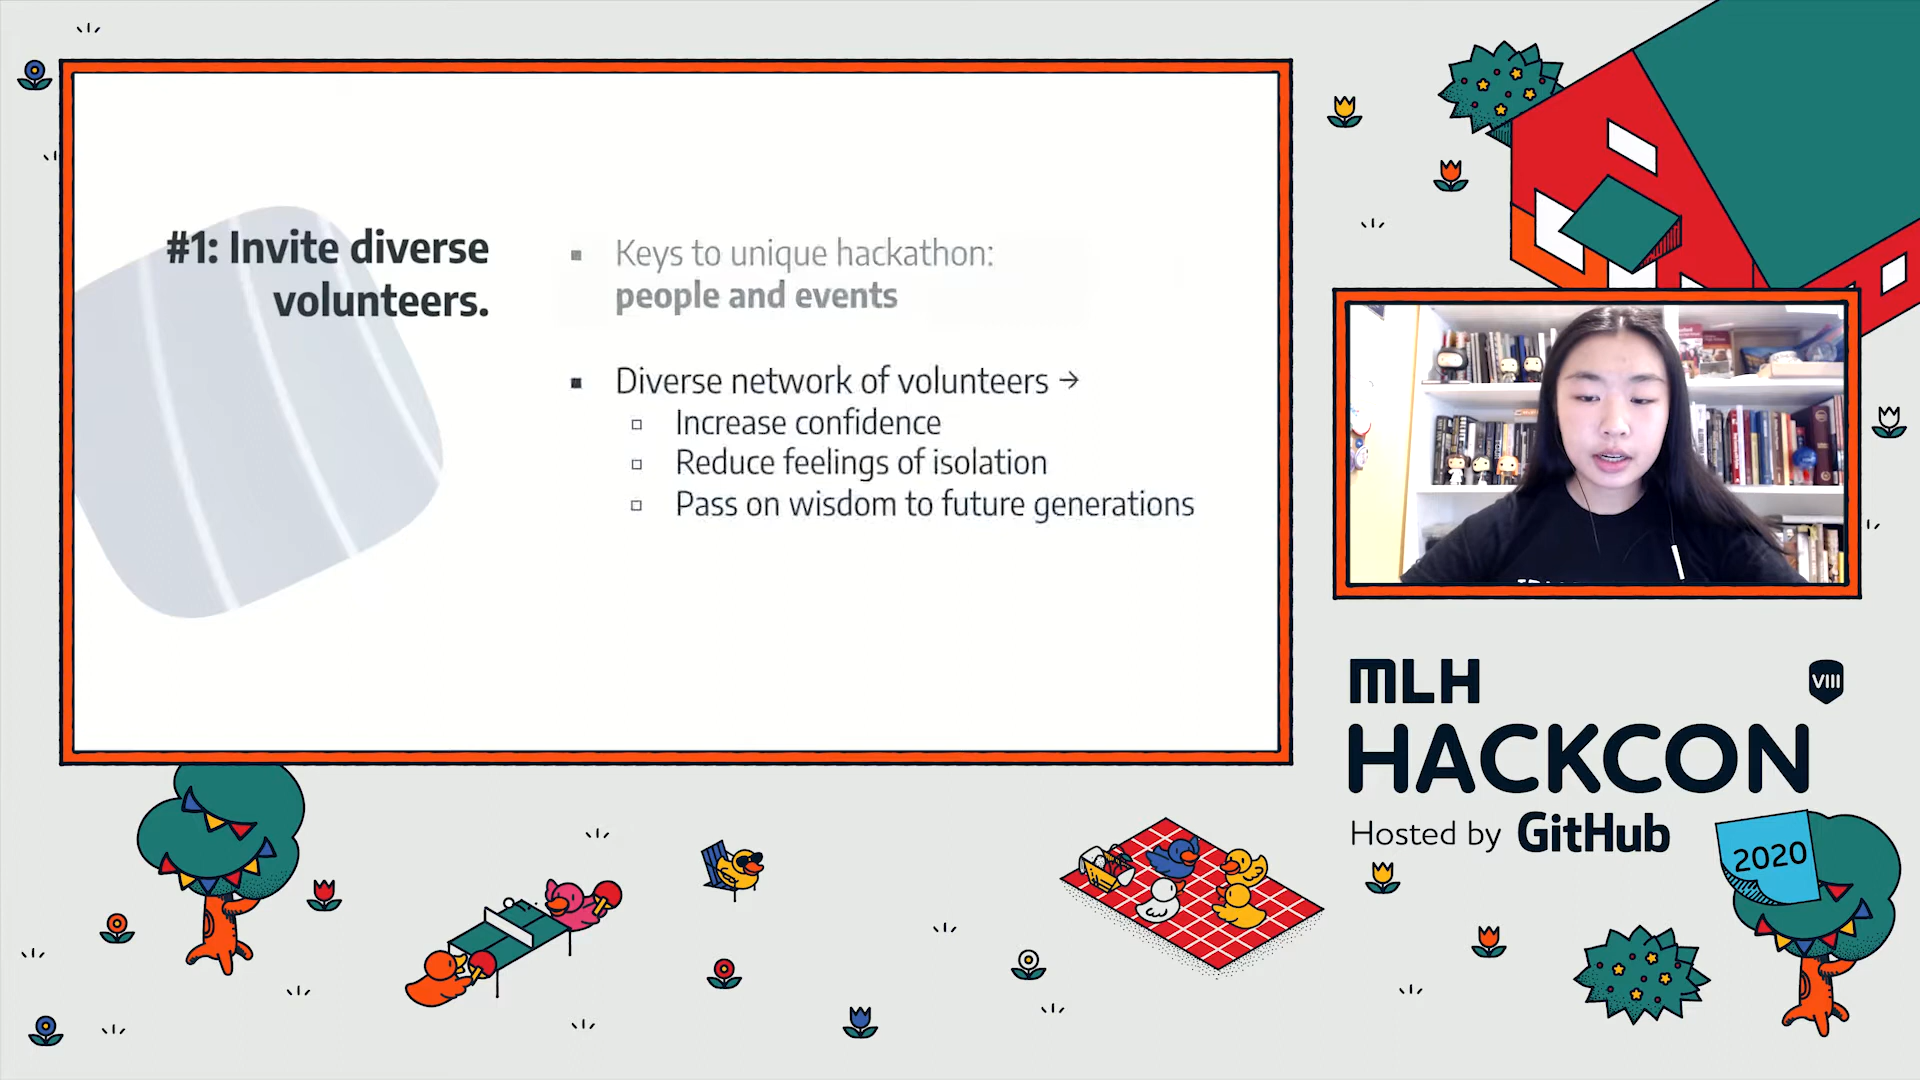 #1: Invite diverse
volunteers.
▪ Keys to unique hackathon:
people and events
▪ Diverse network of volunteers →
▫ Increase confidence
▫ Reduce feelings of isolation
▫ Pass on wisdom to future generations
MLH
VIII
HACKCON
Hosted by GitHub
2020